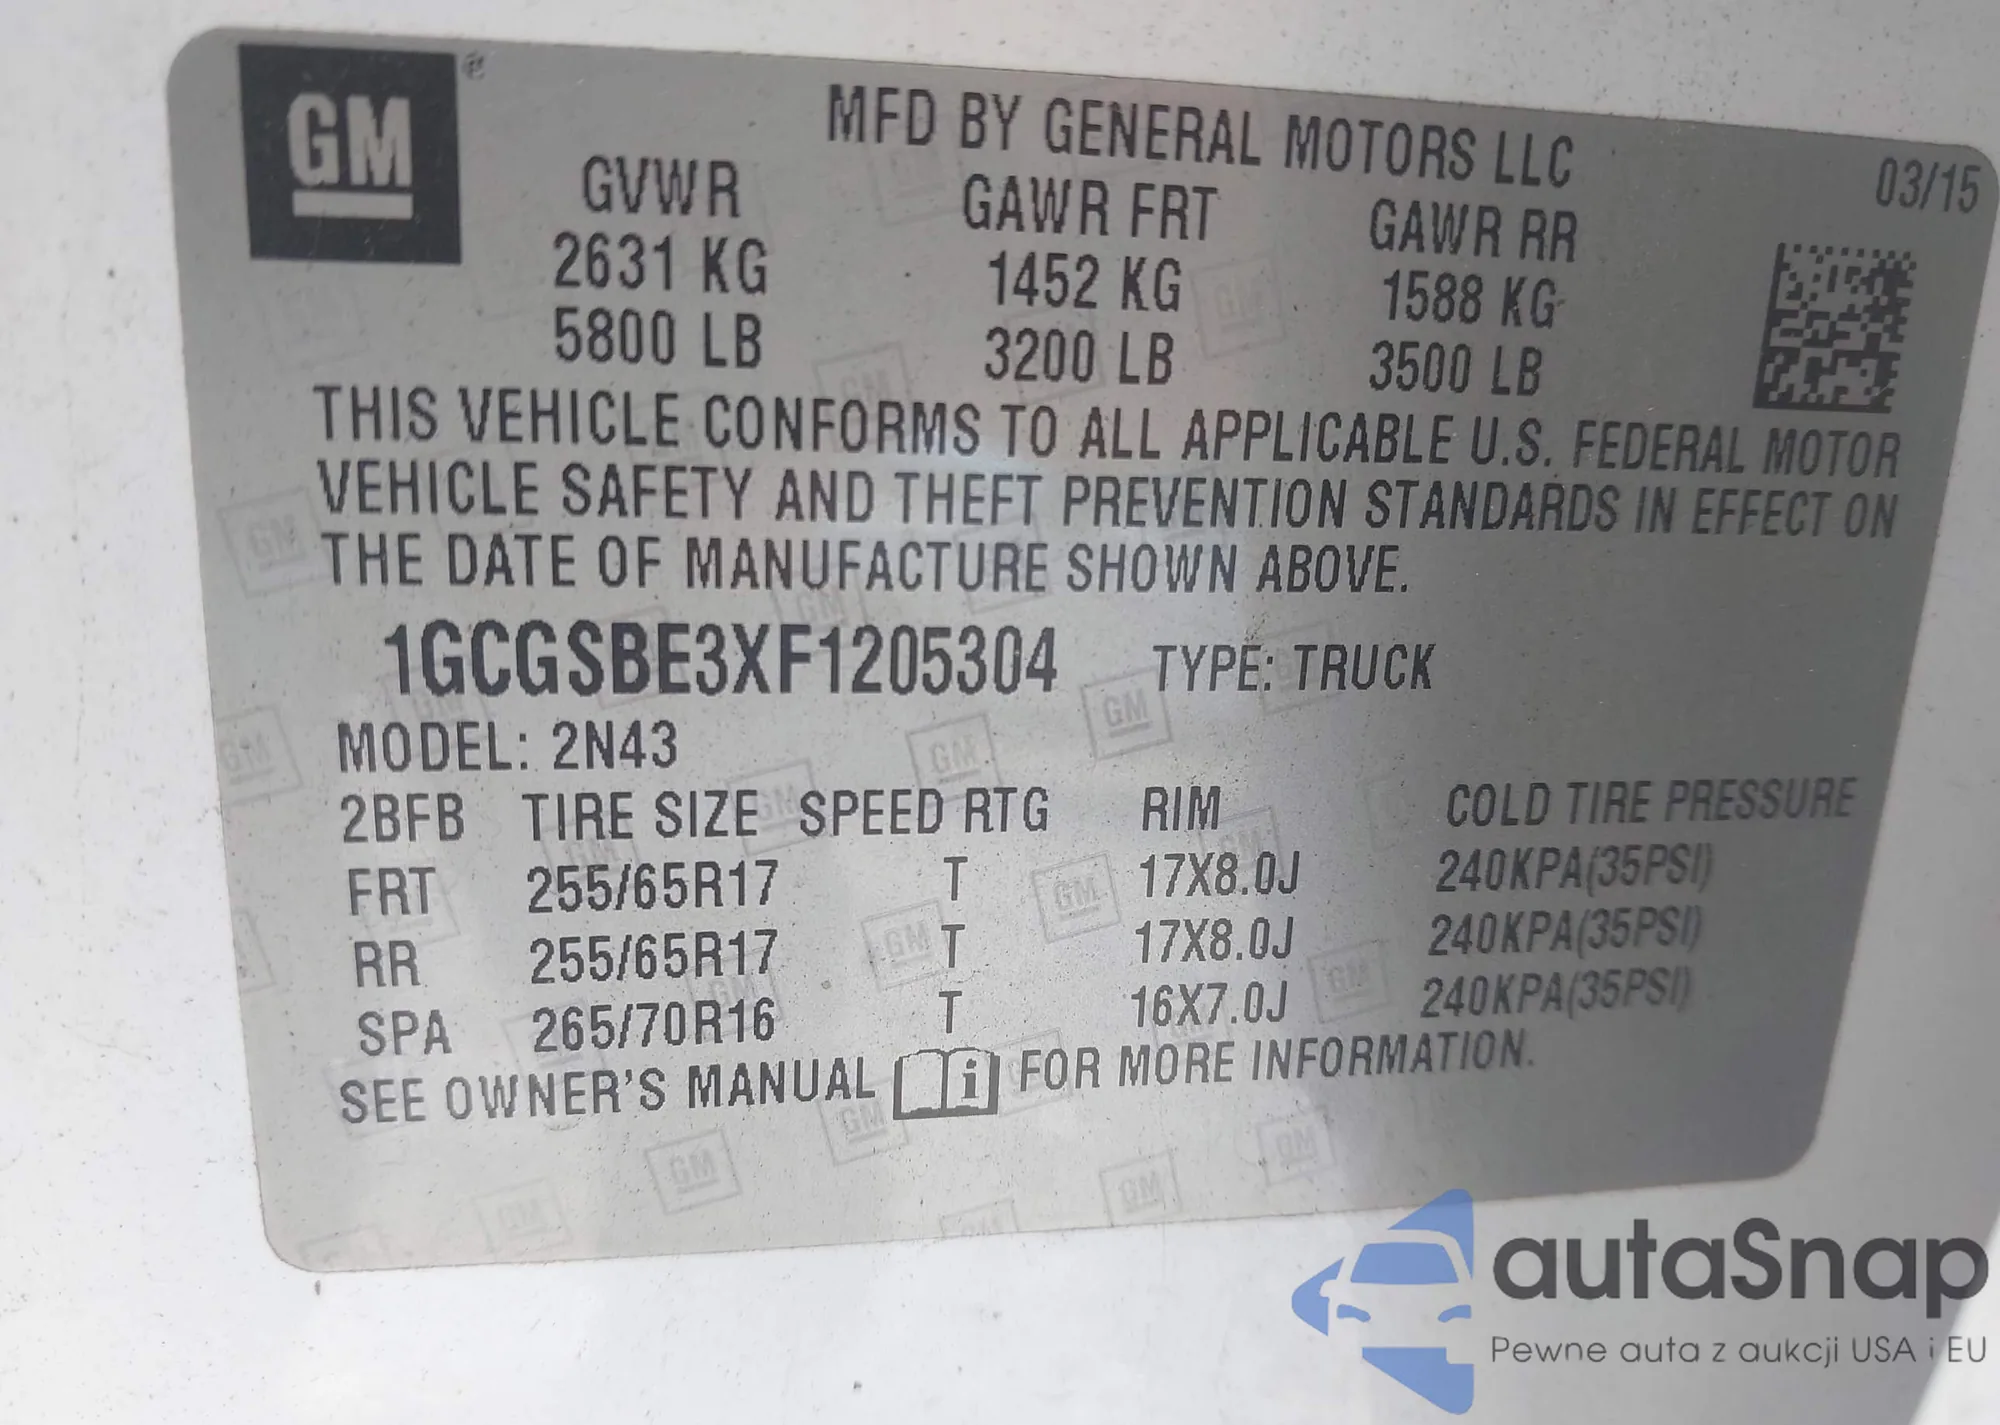 GM®
MFD BY GENERAL MOTORS LLC
03/15
GVWR GAWR FRT GAWR RR
2631 KG 1452 KG 1588 KG
5800 LB 3200 LB 3500 LB
THIS VEHICLE CONFORMS TO ALL APPLICABLE U.S. FEDERAL MOTOR
VEHICLE SAFETY AND THEFT PREVENTION STANDARDS IN EFFECT ON
THE DATE OF MANUFACTURE SHOWN ABOVE.
1GCGSBE3XF1205304 TYPE: TRUCK
MODEL: 2N43
2BFB TIRE SIZE SPEED RTG RIM COLD TIRE PRESSURE
FRT 255/65R17 T 17X8.0J 240KPA(35PSI)
RR 255/65R17 T 17X8.0J 240KPA(35PSI)
SPA 265/70R16 T 16X7.0J 240KPA(35PSI)
SEE OWNER'S MANUAL i FOR MORE INFORMATION.
autaSnap
Pewne auta z aukcji USA i EU